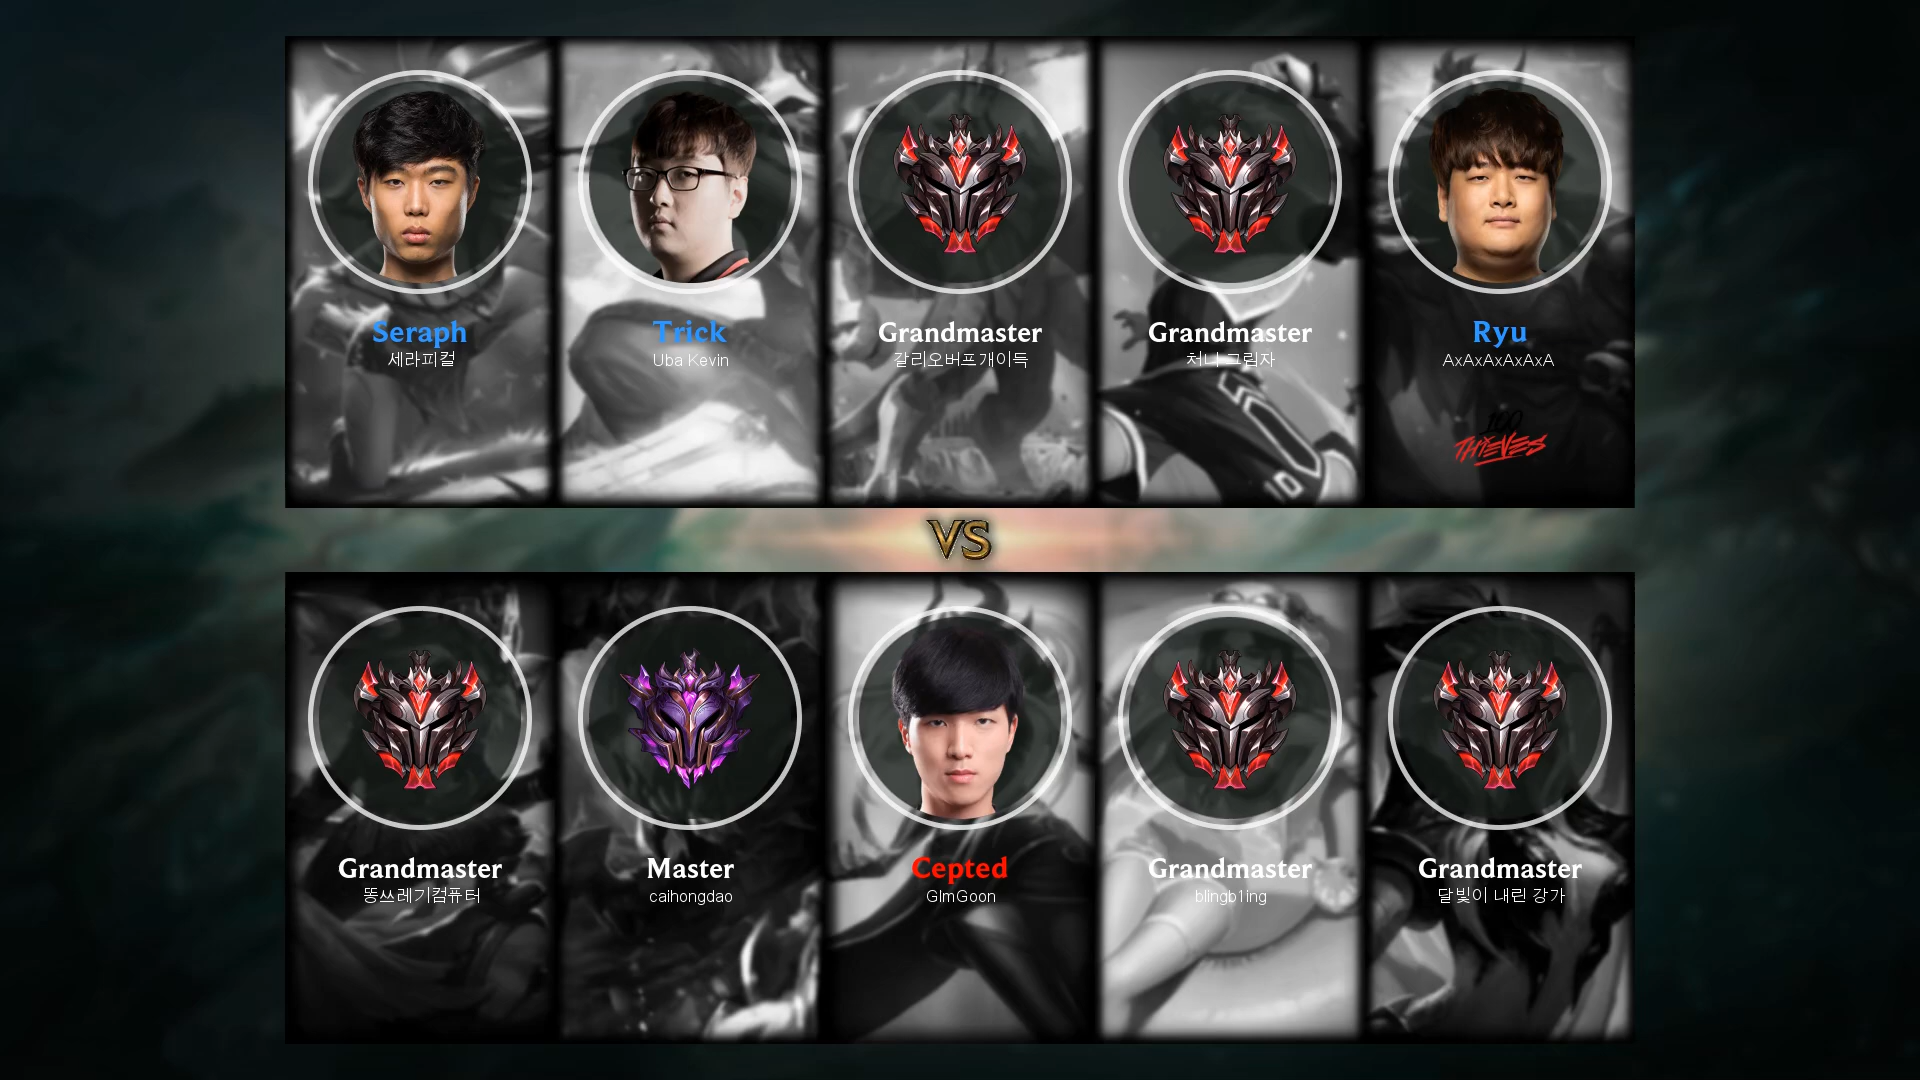 Seraph
세라피컬
Trick
Uba Kevin
Grandmaster
갈리오버프개이득
Grandmaster
처니 그림자
Ryu
AxAxAxAxAxA
100
THIEVES
10
VS
Grandmaster
똥쓰레기컴퓨터
Master
caihongdao
Cepted
GImGoon
Grandmaster
blingb1ing
Grandmaster
달빛이 내린 강가